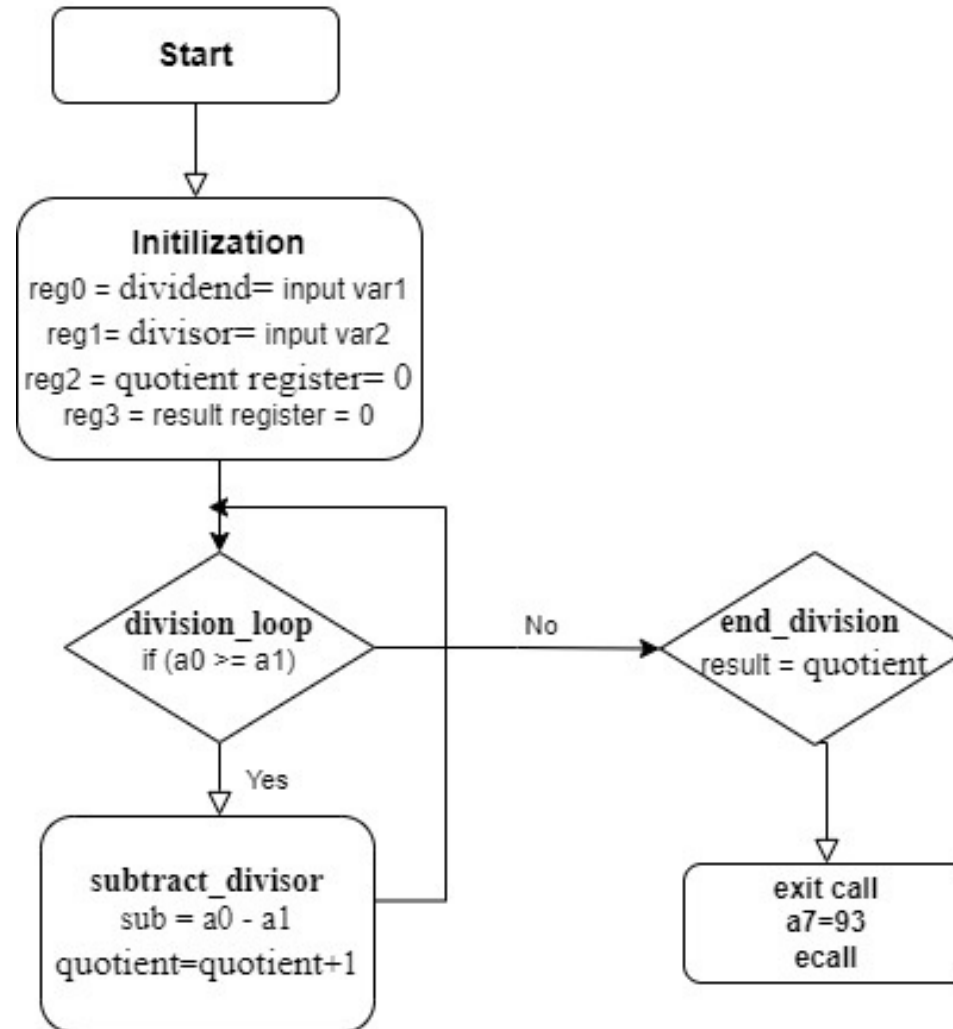 Start
Initilization
reg0 = dividend= input var1
reg1= divisor= input var2
reg2 = quotient register= 0
reg3 = result register = 0
division_loop
if (a0 >= a1)
No
end_division
result = quotient
Yes
subtract_divisor
sub = a0 - a1
quotient=quotient+1
exit call
a7=93
ecall